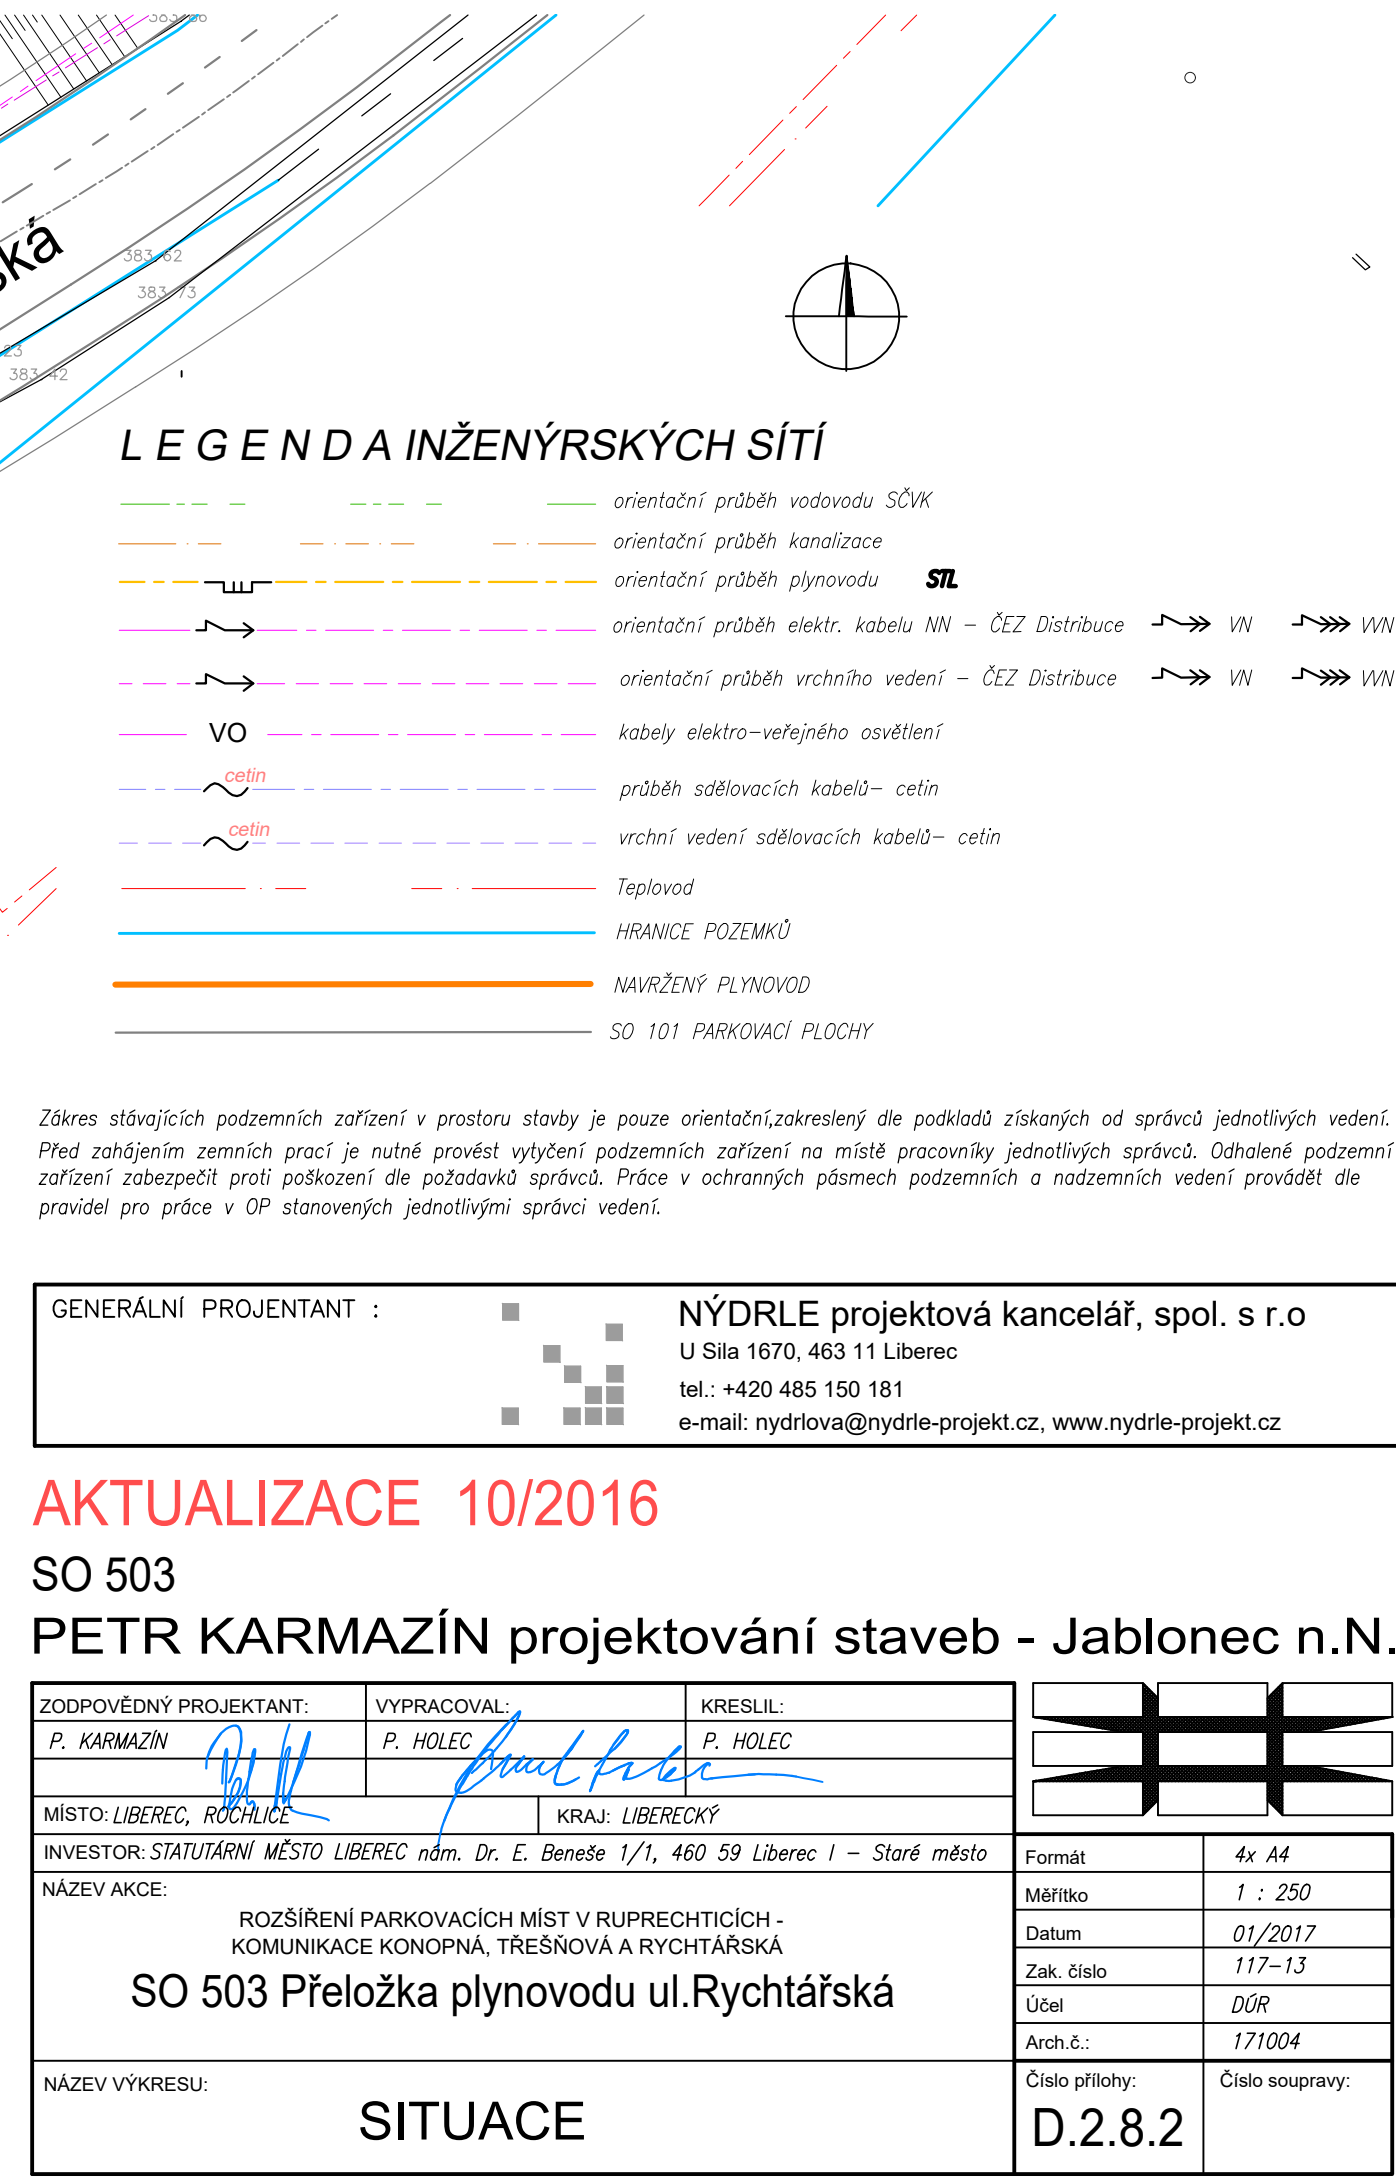 383 86
ská
383 62
383 73
23
383 42
L E G E N D A INŽENÝRSKÝCH SÍTÍ
orientační průběh vodovodu SČVK
orientační průběh kanalizace
orientační průběh plynovodu STL
orientační průběh elektr. kabelu NN – ČEZ Distribuce VN VVN
orientační průběh vrchního vedení – ČEZ Distribuce VN VVN
VO kabely elektro–veřejného osvětlení
cetin průběh sdělovacích kabelů– cetin
cetin vrchní vedení sdělovacích kabelů– cetin
Teplovod
HRANICE POZEMKŮ
NAVRŽENÝ PLYNOVOD
SO 101 PARKOVACÍ PLOCHY
Zákres stávajících podzemních zařízení v prostoru stavby je pouze orientační,zakreslený dle podkladů získaných od správců jednotlivých vedení.
Před zahájením zemních prací je nutné provést vytyčení podzemních zařízení na místě pracovníky jednotlivých správců. Odhalené podzemní
zařízení zabezpečit proti poškození dle požadavků správců. Práce v ochranných pásmech podzemních a nadzemních vedení provádět dle
pravidel pro práce v OP stanovených jednotlivými správci vedení.
GENERÁLNÍ PROJENTANT :
NÝDRLE projektová kancelář, spol. s r.o
U Sila 1670, 463 11 Liberec
tel.: +420 485 150 181
e-mail: nydrlova@nydrle-projekt.cz, www.nydrle-projekt.cz
AKTUALIZACE 10/2016
SO 503
PETR KARMAZÍN projektování staveb - Jablonec n.N.
ZODPOVĚDNÝ PROJEKTANT: VYPRACOVAL: KRESLIL:
P. KARMAZÍN P. HOLEC P. HOLEC
MÍSTO: LIBEREC, ROCHLICE KRAJ: LIBERECKÝ
INVESTOR: STATUTÁRNÍ MĚSTO LIBEREC nám. Dr. E. Beneše 1/1, 460 59 Liberec I – Staré město
NÁZEV AKCE:
ROZŠÍŘENÍ PARKOVACÍCH MÍST V RUPRECHTICÍCH -
KOMUNIKACE KONOPNÁ, TŘEŠŇOVÁ A RYCHTÁŘSKÁ
SO 503 Přeložka plynovodu ul.Rychtářská
Formát 4x A4
Měřítko 1 : 250
Datum 01/2017
Zak. číslo 117–13
Účel DÚR
Arch.č.: 171004
NÁZEV VÝKRESU:
SITUACE
Číslo přílohy: Číslo soupravy:
D.2.8.2